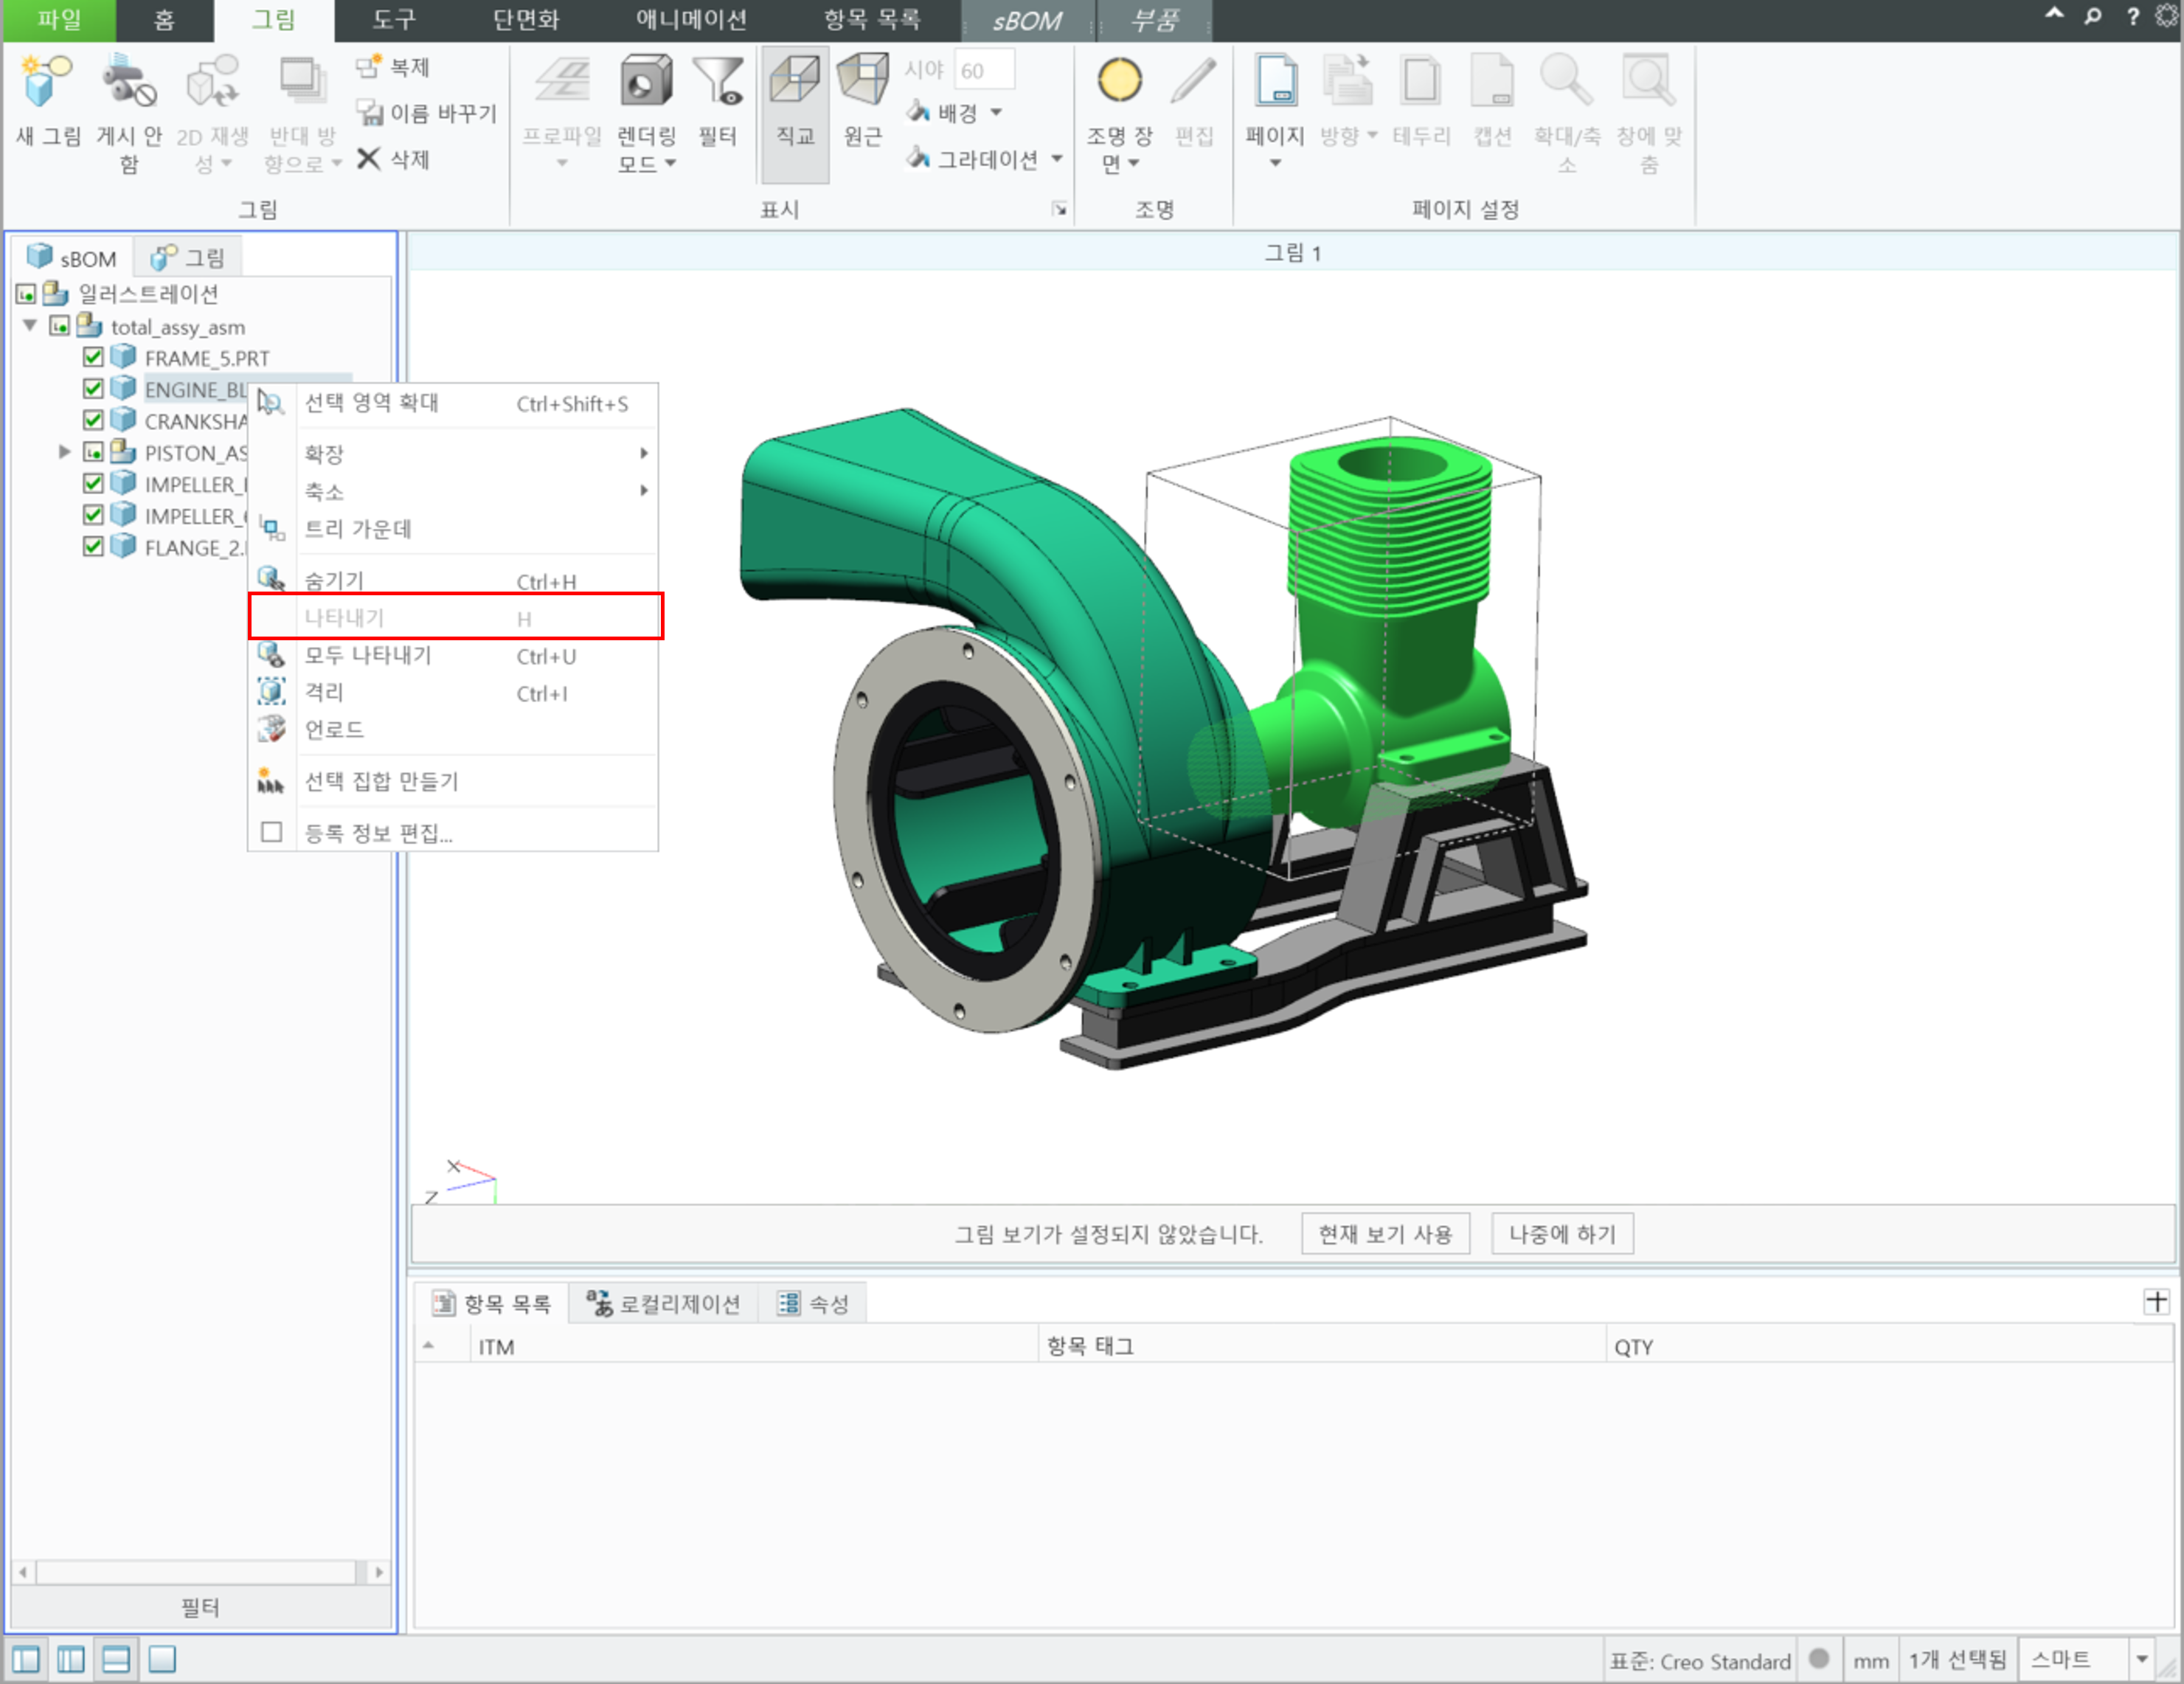 파일 홈 그림 도구 단면화 애니메이션 항목 목록 sBOM 부품 ?
새 그림
게시 안
함
2D 재생
성
반대 방
향으로
복제
이름 바꾸기
삭제
그림
프로파일
렌더링
모드
필터
직교
원근
시야 60
배경
그라데이션
표시
조명 장
면
편집
조명
페이지
방향
테두리
캡션
확대/축
소
창에 맞
춤
페이지 설정
sBOM 그림
일러스트레이션
total_assy_asm
FRAME_5.PRT
ENGINE_BL
CRANKSHA
PISTON_AS
IMPELLER_
IMPELLER_
FLANGE_2.
선택 영역 확대 Ctrl+Shift+S
확장
축소
트리 가운데
숨기기 Ctrl+H
나타내기 H
모두 나타내기 Ctrl+U
격리 Ctrl+I
언로드
선택 집합 만들기
등록 정보 편집...
필터
그림 1
X
Z
그림 보기가 설정되지 않았습니다. 현재 보기 사용 나중에 하기
항목 목록 로컬리제이션 속성
ITM 항목 태그 QTY
표준: Creo Standard mm 1개 선택됨 스마트